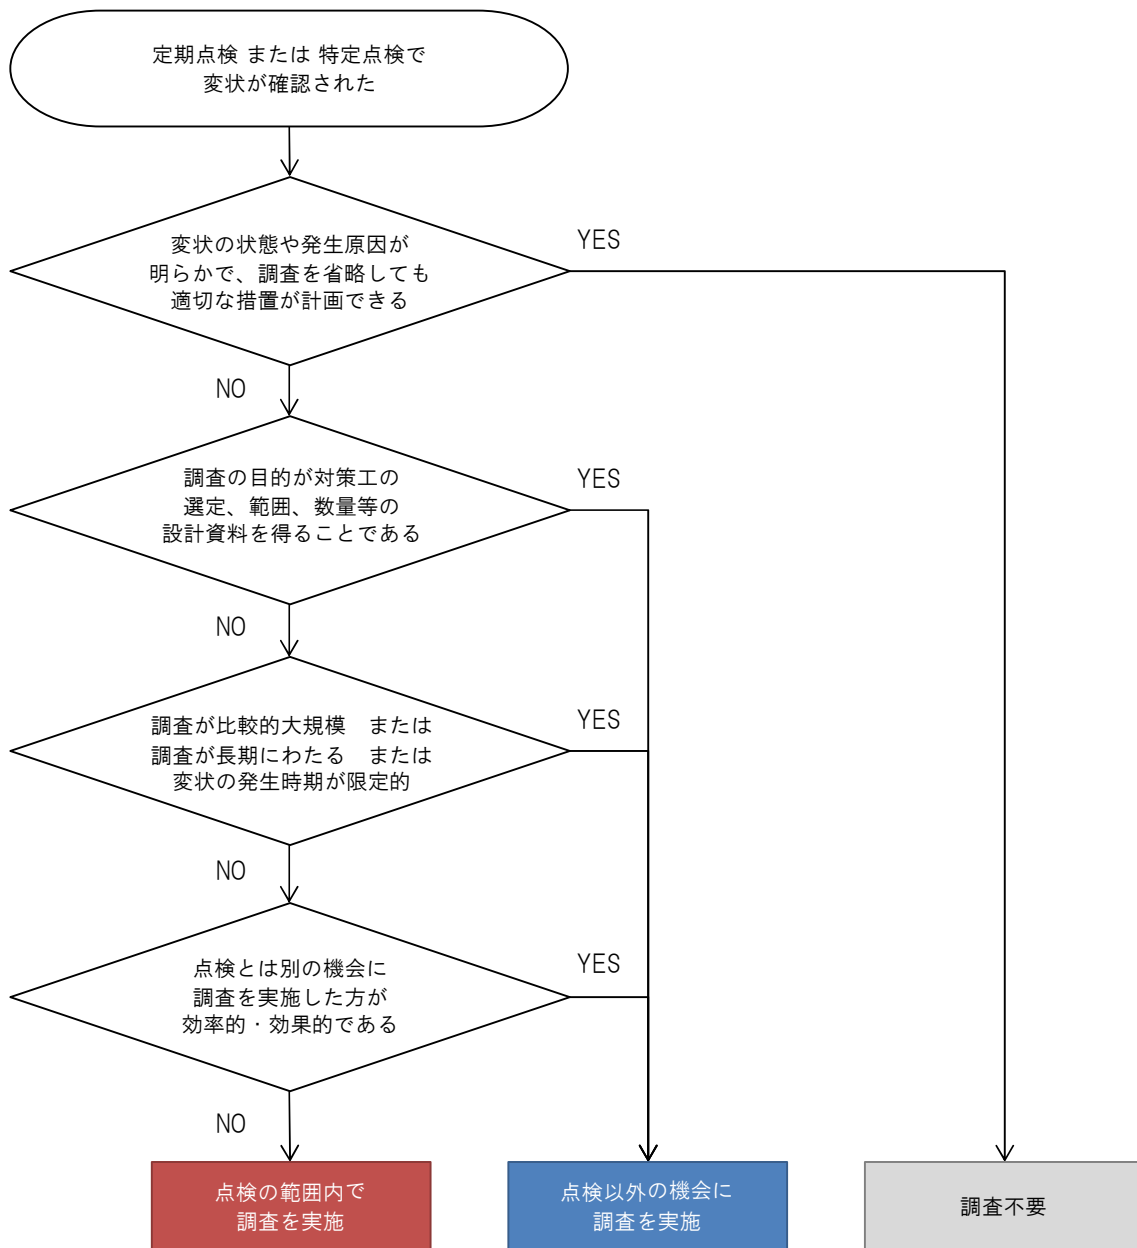 定期点検 または 特定点検で
変状が確認された
変状の状態や発生原因が
明らかで、調査を省略しても
適切な措置が計画できる
YES
NO
調査の目的が対策工の
選定、範囲、数量等の
設計資料を得ることである
YES
NO
調査が比較的大規模　または
調査が長期にわたる　または
変状の発生時期が限定的
YES
NO
点検とは別の機会に
調査を実施した方が
効率的・効果的である
YES
NO
点検の範囲内で
調査を実施
点検以外の機会に
調査を実施
調査不要